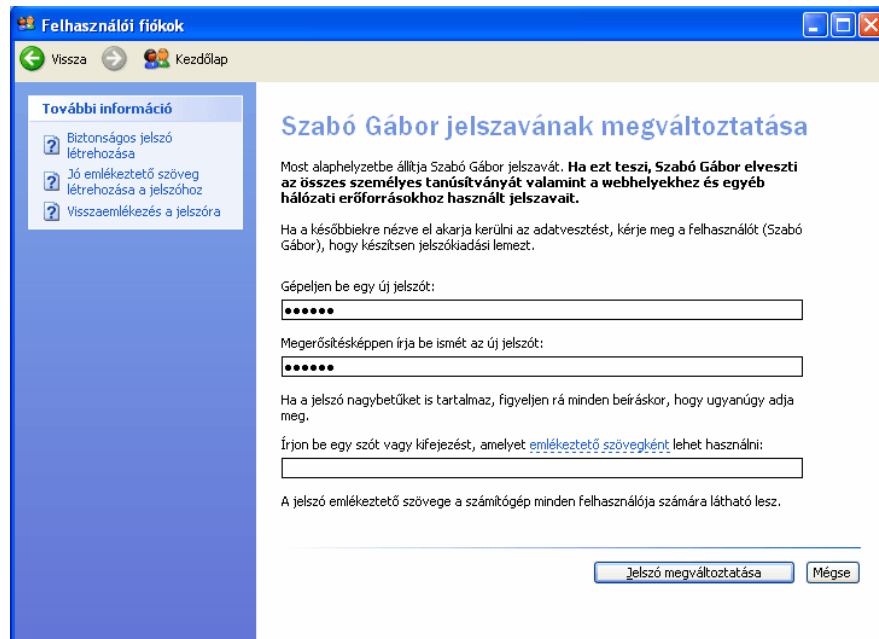 Felhasználói fiókok
Vissza
Kezdőlap
További információ
Biztonságos jelszó
létrehozása
Jó emlékeztető szöveg
létrehozása a jelszóhoz
Visszaemlékezés a jelszóra
Szabó Gábor jelszavának megváltoztatása
Most alaphelyzetbe állítja Szabó Gábor jelszavát. Ha ezt teszi, Szabó Gábor elveszti
az összes személyes tanúsítványát valamint a webhelyekhez és egyéb
hálózati erőforrásokhoz használt jelszavait.
Ha a későbbiekre nézve el akarja kerülni az adatvesztést, kérje meg a felhasználót (Szabó
Gábor), hogy készítsen jelszókiadási lemezt.
Gépeljen be egy új jelszót:
●●●●●●
Megerősítésképpen írja be ismét az új jelszót:
●●●●●●
Ha a jelszó nagybetűket is tartalmaz, figyeljen rá minden beíráskor, hogy ugyanúgy adja
meg.
Írjon be egy szót vagy kifejezést, amelyet emlékeztető szövegként lehet használni:
A jelszó emlékeztető szövege a számítógép minden felhasználója számára látható lesz.
Jelszó megváltoztatása
Mégse